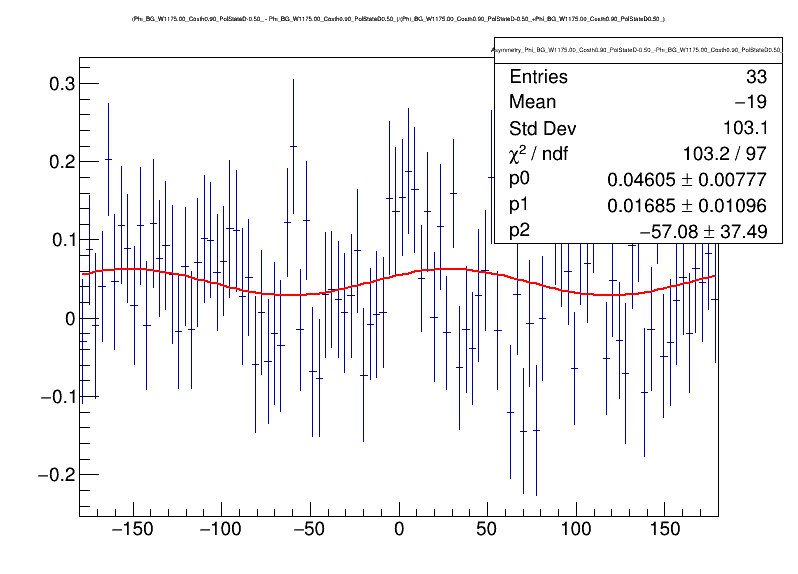 (Phi_BG_W1175.00_Costh0.90_PolStateD-0.50_- Phi_BG_W1175.00_Costh0.90_PolStateD0.50_)/(Phi_BG_W1175.00_Costh0.90_PolStateD-0.50_+Phi_BG_W1175.00_Costh0.90_PolStateD0.50_)
Asymmetry_Phi_BG_W1175.00_Costh0.90_PolStateD-0.50_-Phi_BG_W1175.00_Costh0.90_PolStateD0.50_
Entries 33
Mean −19
Std Dev 103.1
χ² / ndf 103.2 / 97
p0 0.04605 ± 0.00777
p1 0.01685 ± 0.01096
p2 −57.08 ± 37.49
0.3
0.2
0.1
0
−0.1
−0.2
−150 −100 −50 0 50 100 150